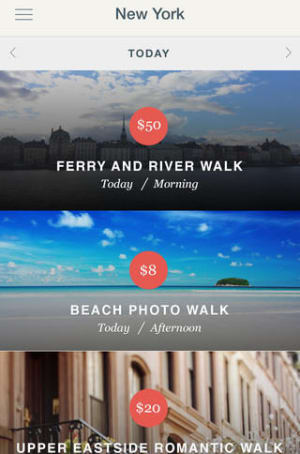 New York
TODAY
$50
FERRY AND RIVER WALK
Today / Morning
$8
BEACH PHOTO WALK
Today / Afternoon
$20
UPPER EASTSIDE ROMANTIC WALK